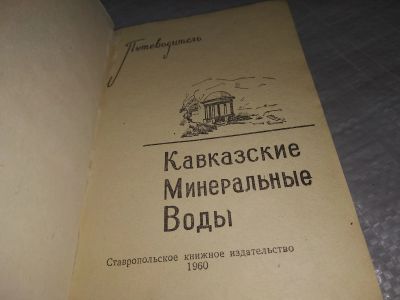 Путеводитель
Кавказские
Минеральные
Воды
Ставропольское книжное издательство
1960